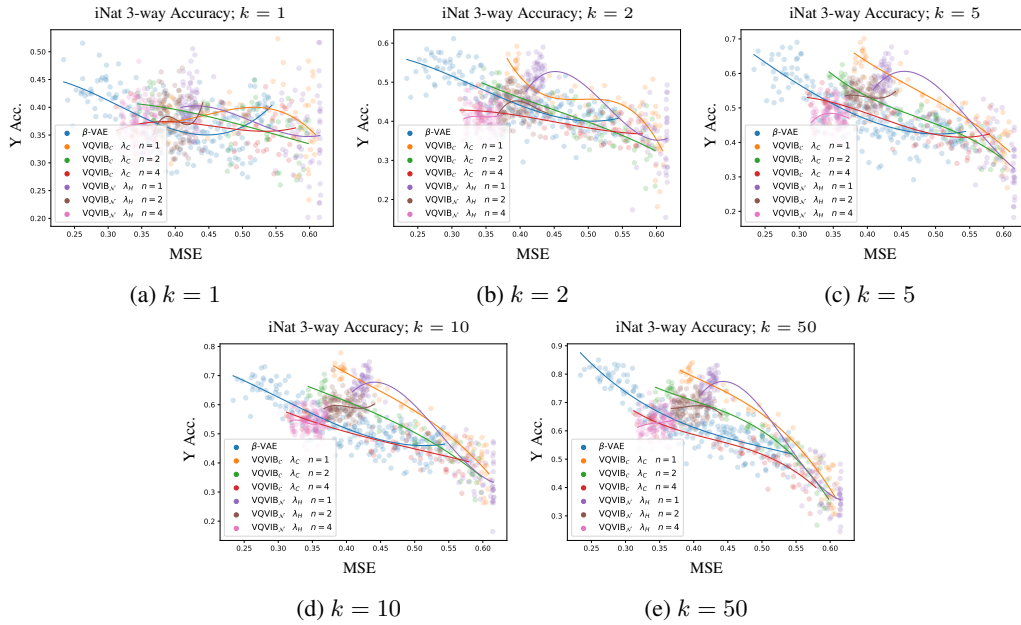 iNat 3-way Accuracy; k = 1
0.50
0.45
0.40
0.35
0.30
0.25
0.20
Y Acc.
β-VAE
VQVIB_C λ_C n = 1
VQVIB_C λ_C n = 2
VQVIB_C λ_C n = 4
VQVIB_N λ_H n = 1
VQVIB_N λ_H n = 2
VQVIB_N λ_H n = 4
0.25 0.30 0.35 0.40 0.45 0.50 0.55 0.60
MSE
(a) k = 1
iNat 3-way Accuracy; k = 2
0.6
0.5
0.4
0.3
0.2
Y Acc.
β-VAE
VQVIB_C λ_C n = 1
VQVIB_C λ_C n = 2
VQVIB_C λ_C n = 4
VQVIB_N λ_H n = 1
VQVIB_N λ_H n = 2
VQVIB_N λ_H n = 4
0.25 0.30 0.35 0.40 0.45 0.50 0.55 0.60
MSE
(b) k = 2
iNat 3-way Accuracy; k = 5
0.7
0.6
0.5
0.4
0.3
0.2
Y Acc.
β-VAE
VQVIB_C λ_C n = 1
VQVIB_C λ_C n = 2
VQVIB_C λ_C n = 4
VQVIB_N λ_H n = 1
VQVIB_N λ_H n = 2
VQVIB_N λ_H n = 4
0.25 0.30 0.35 0.40 0.45 0.50 0.55 0.60
MSE
(c) k = 5
iNat 3-way Accuracy; k = 10
0.8
0.7
0.6
0.5
0.4
0.3
0.2
Y Acc.
β-VAE
VQVIB_C λ_C n = 1
VQVIB_C λ_C n = 2
VQVIB_C λ_C n = 4
VQVIB_N λ_H n = 1
VQVIB_N λ_H n = 2
VQVIB_N λ_H n = 4
0.25 0.30 0.35 0.40 0.45 0.50 0.55 0.60
MSE
(d) k = 10
iNat 3-way Accuracy; k = 50
0.9
0.8
0.7
0.6
0.5
0.4
0.3
Y Acc.
β-VAE
VQVIB_C λ_C n = 1
VQVIB_C λ_C n = 2
VQVIB_C λ_C n = 4
VQVIB_N λ_H n = 1
VQVIB_N λ_H n = 2
VQVIB_N λ_H n = 4
0.25 0.30 0.35 0.40 0.45 0.50 0.55 0.60
MSE
(e) k = 50